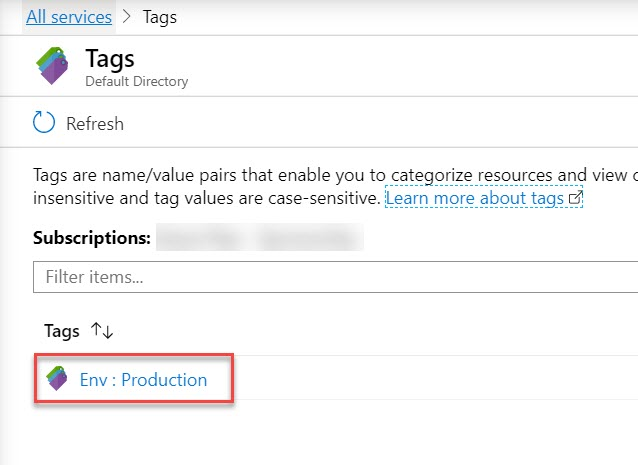 All services > Tags
Tags
Default Directory
Refresh
Tags are name/value pairs that enable you to categorize resources and view
insensitive and tag values are case-sensitive. Learn more about tags
Subscriptions:
Filter items...
Tags ↑↓
Env : Production